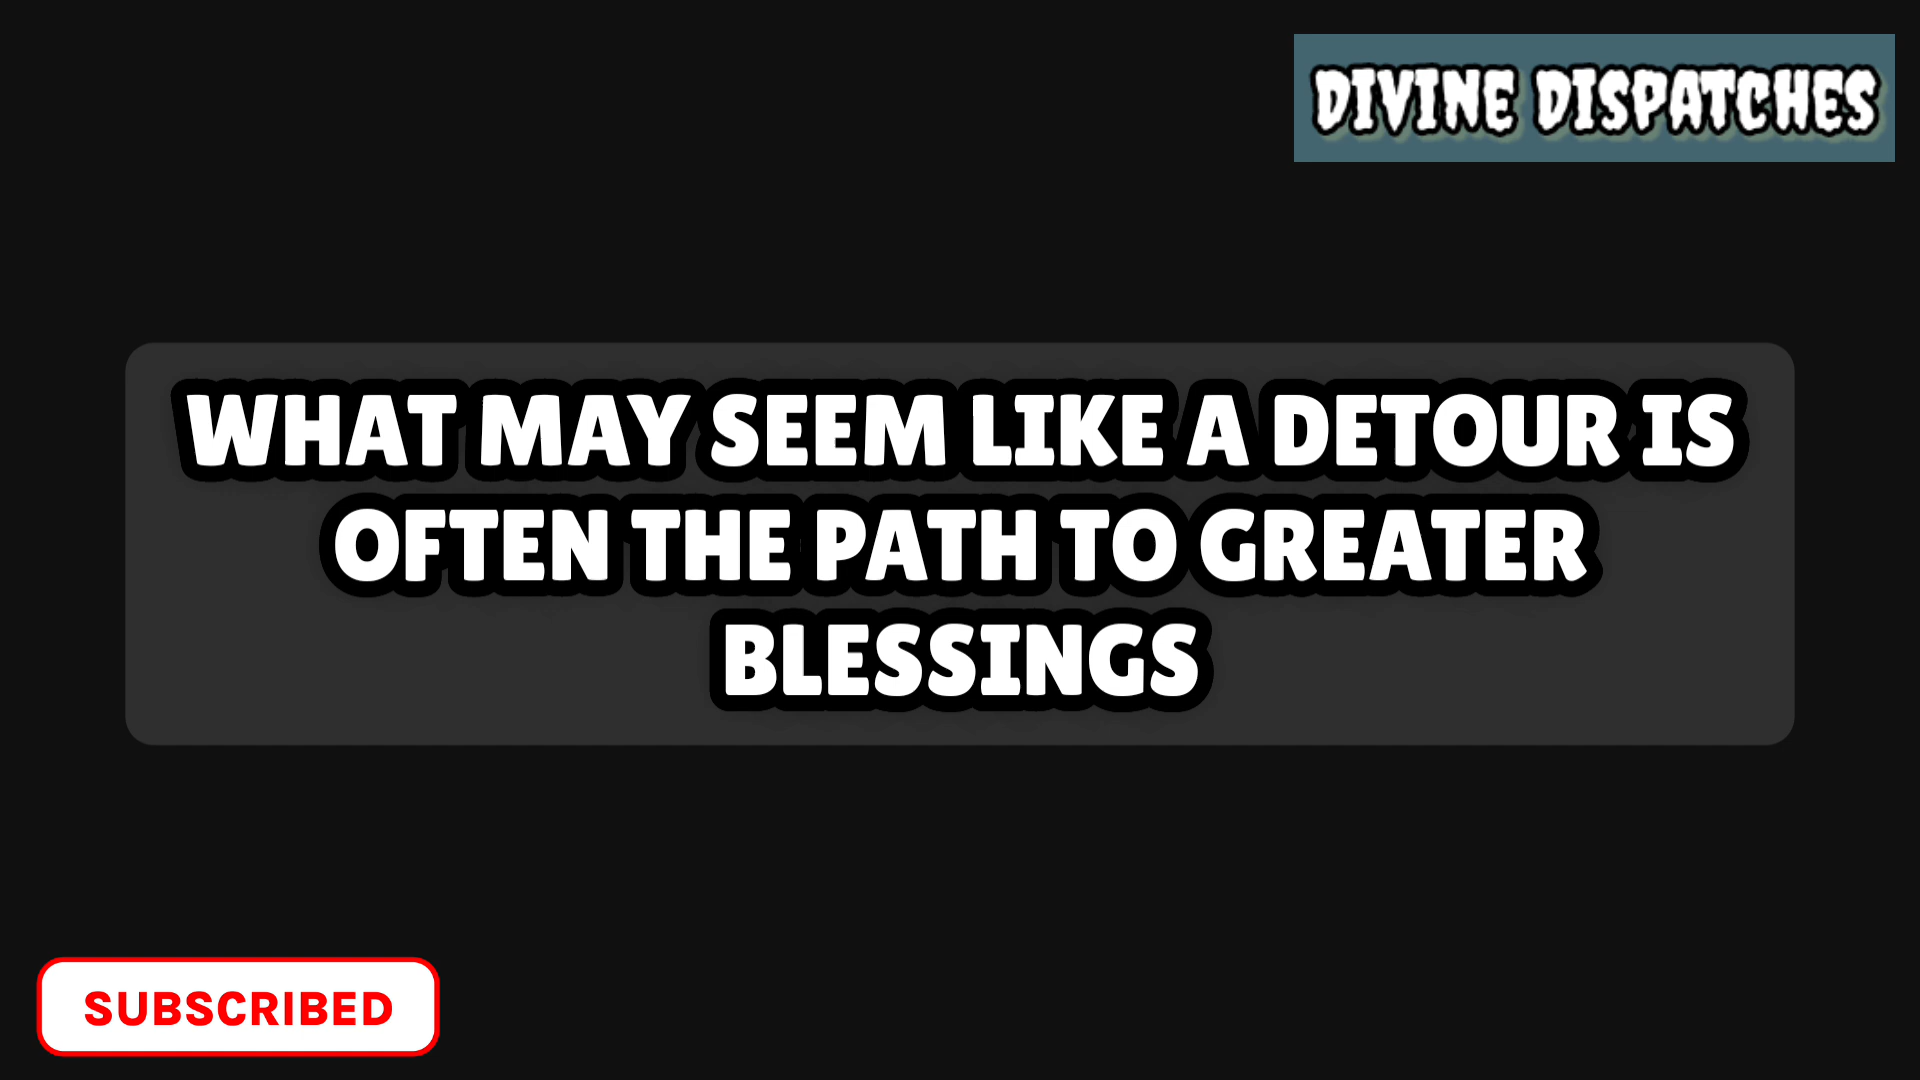 DIVINE DISPATCHES
WHAT MAY SEEM LIKE A DETOUR IS
OFTEN THE PATH TO GREATER
BLESSINGS
SUBSCRIBED